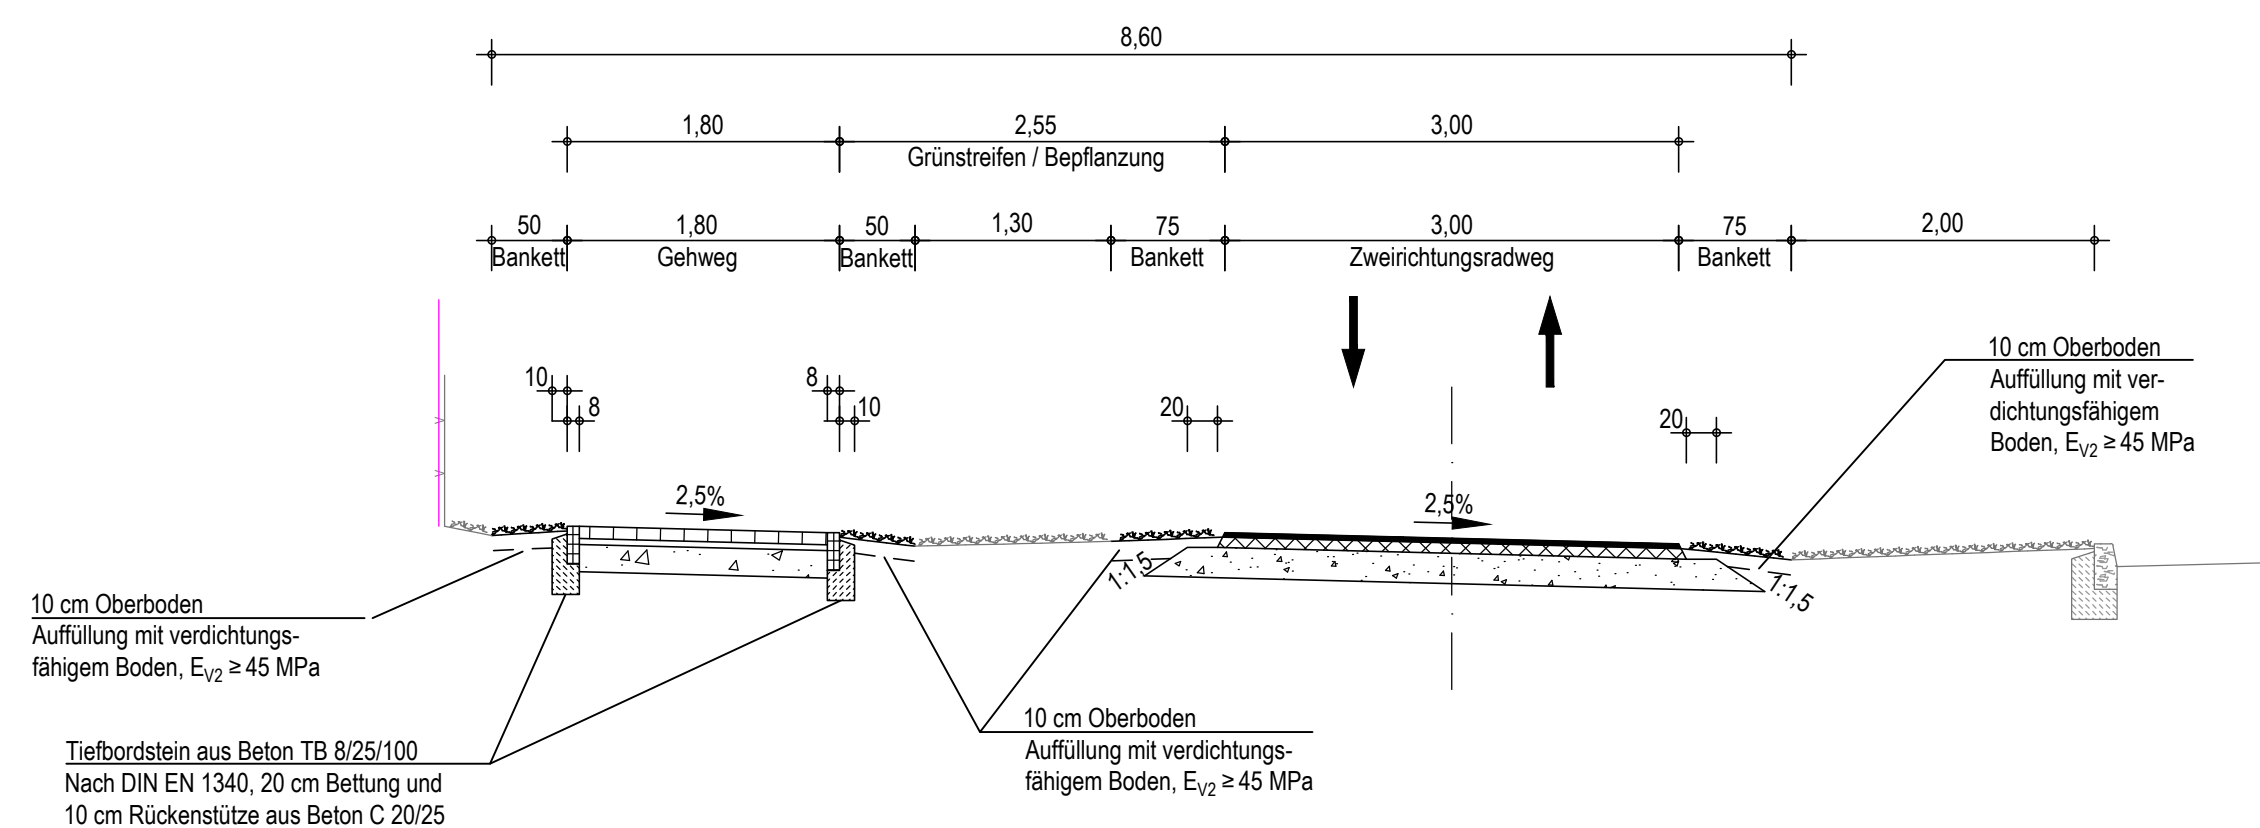 8,60
1,80
2,55
3,00
Grünstreifen / Bepflanzung
50
1,80
50
1,30
75
3,00
75
2,00
Bankett
Gehweg
Bankett
Bankett
Zweirichtungsradweg
Bankett
10
8
8
10
20
20
10 cm Oberboden
Auffüllung mit ver-
dichtungsfähigem
Boden, EV2 ≥ 45 MPa
2,5%
2,5%
1:1,5
1:1,5
10 cm Oberboden
Auffüllung mit verdichtungs-
fähigem Boden, EV2 ≥ 45 MPa
10 cm Oberboden
Auffüllung mit verdichtungs-
fähigem Boden, EV2 ≥ 45 MPa
Tiefbordstein aus Beton TB 8/25/100
Nach DIN EN 1340, 20 cm Bettung und
10 cm Rückenstütze aus Beton C 20/25